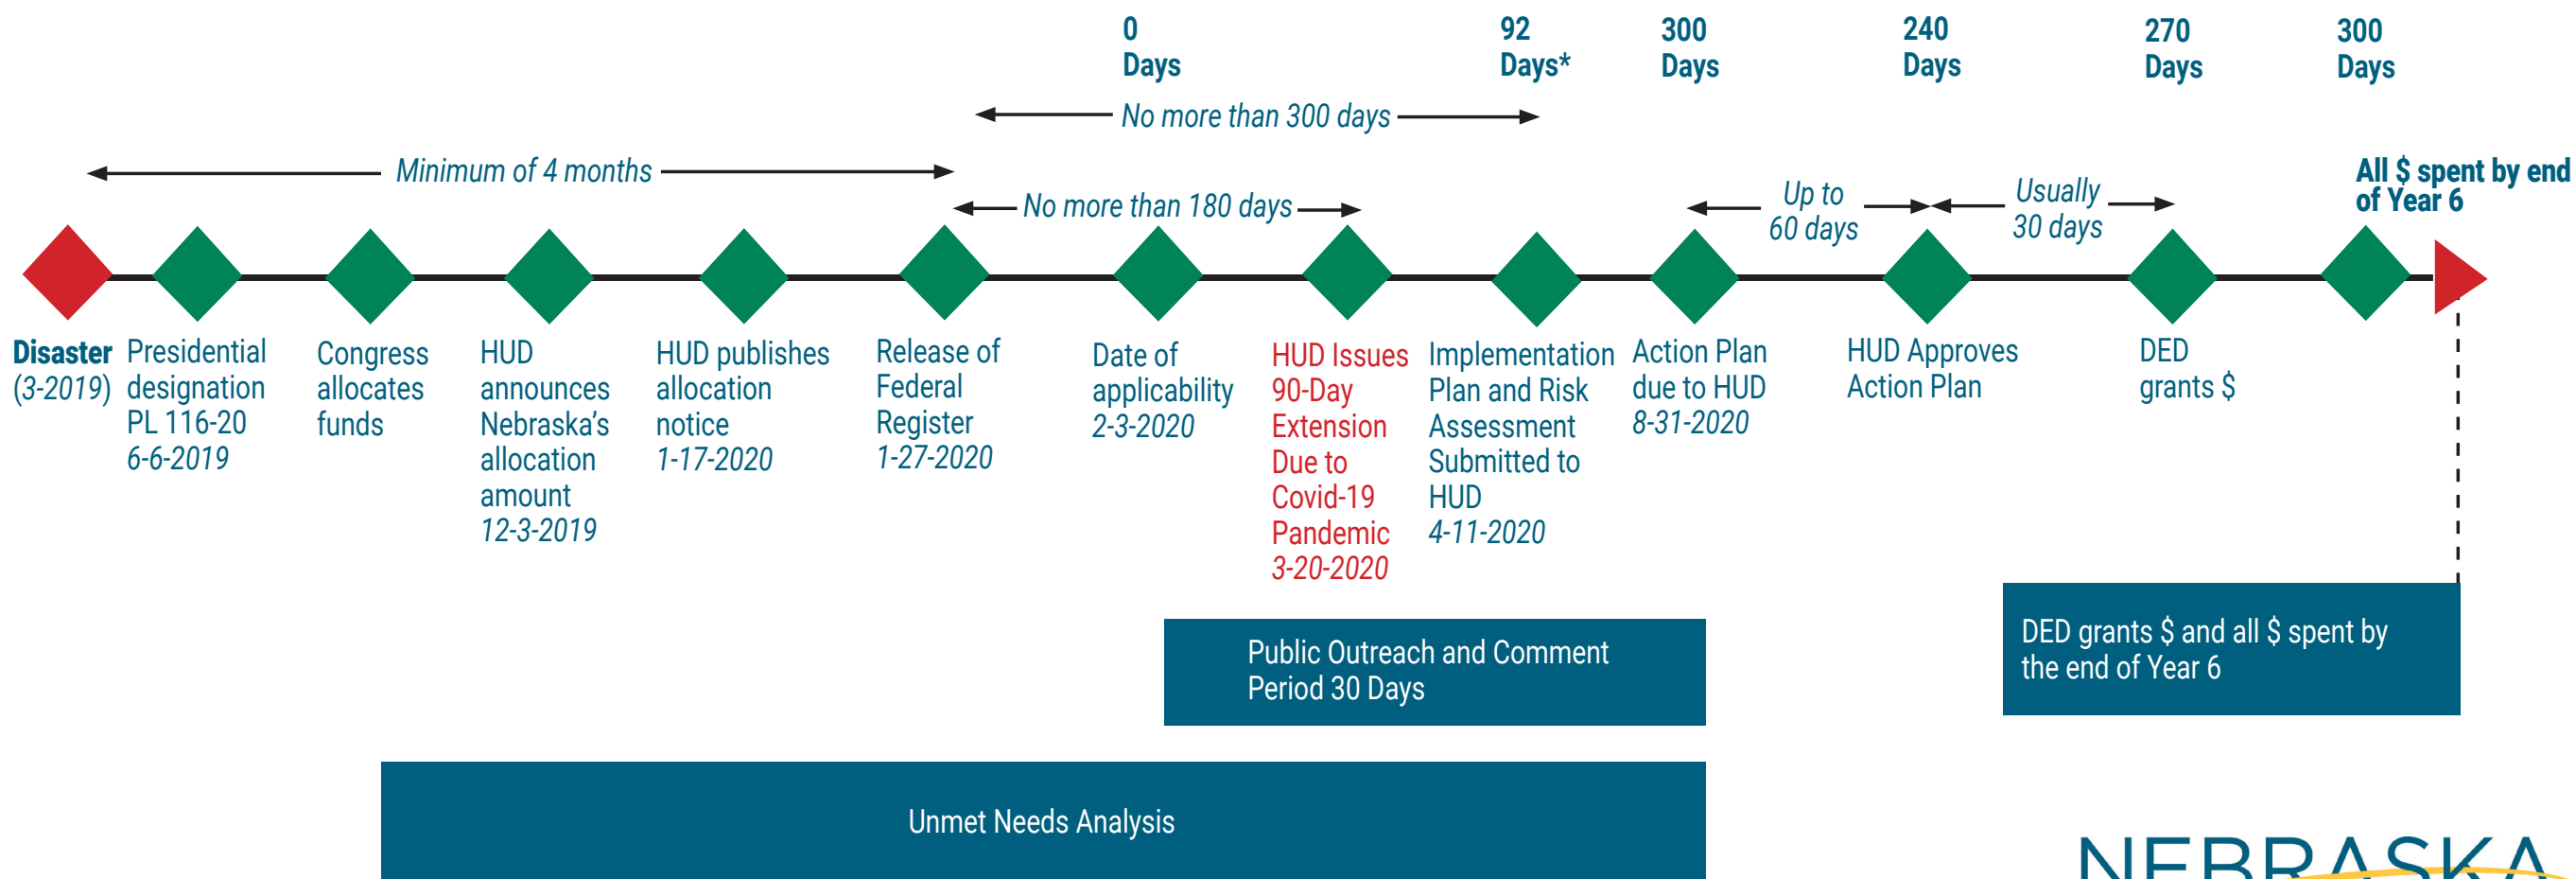 0
Days
92
Days*
300
Days
240
Days
270
Days
300
Days
No more than 300 days
Minimum of 4 months
No more than 180 days
Up to
60 days
Usually
30 days
All $ spent by end
of Year 6
Disaster
(3-2019)
Presidential
designation
PL 116-20
6-6-2019
Congress
allocates
funds
HUD
announces
Nebraska’s
allocation
amount
12-3-2019
HUD publishes
allocation
notice
1-17-2020
Release of
Federal
Register
1-27-2020
Date of
applicability
2-3-2020
HUD Issues
90-Day
Extension
Due to
Covid-19
Pandemic
3-20-2020
Implementation
Plan and Risk
Assessment
Submitted to
HUD
4-11-2020
Action Plan
due to HUD
8-31-2020
HUD Approves
Action Plan
DED
grants $
Public Outreach and Comment
Period 30 Days
DED grants $ and all $ spent by
the end of Year 6
Unmet Needs Analysis
NEBRASKA